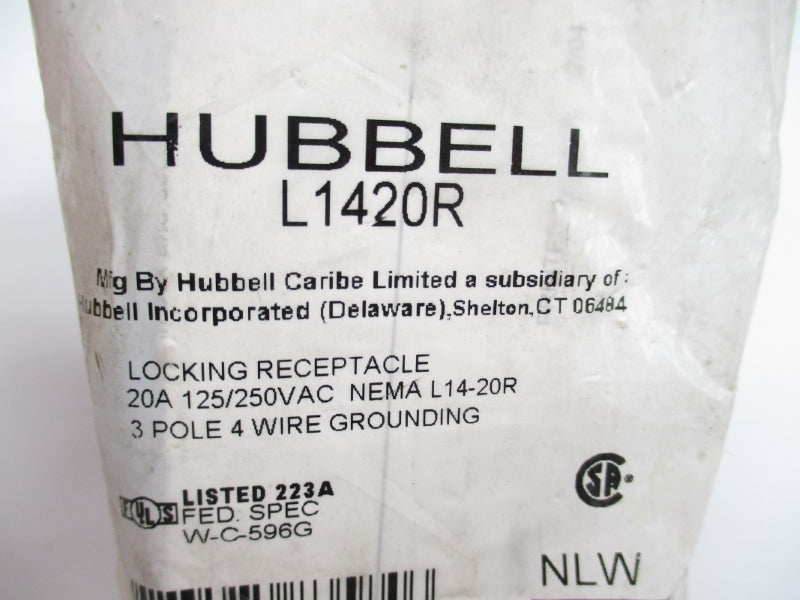 HUBBELL
L1420R
Mfg By Hubbell Caribe Limited a subsidiary of:
Hubbell Incorporated (Delaware),Shelton,CT 06484
LOCKING RECEPTACLE
20A 125/250VAC NEMA L14-20R
3 POLE 4 WIRE GROUNDING
LISTED 223A
FED. SPEC
W-C-596G
NLW